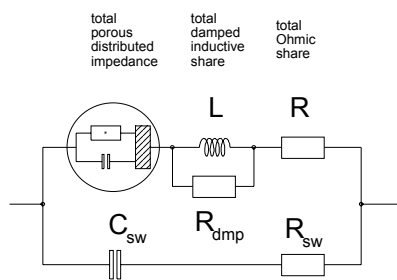 total
porous
distributed
impedance
total
damped
inductive
share
total
Ohmic
share
L
R
R_dmp
C_sw
R_sw